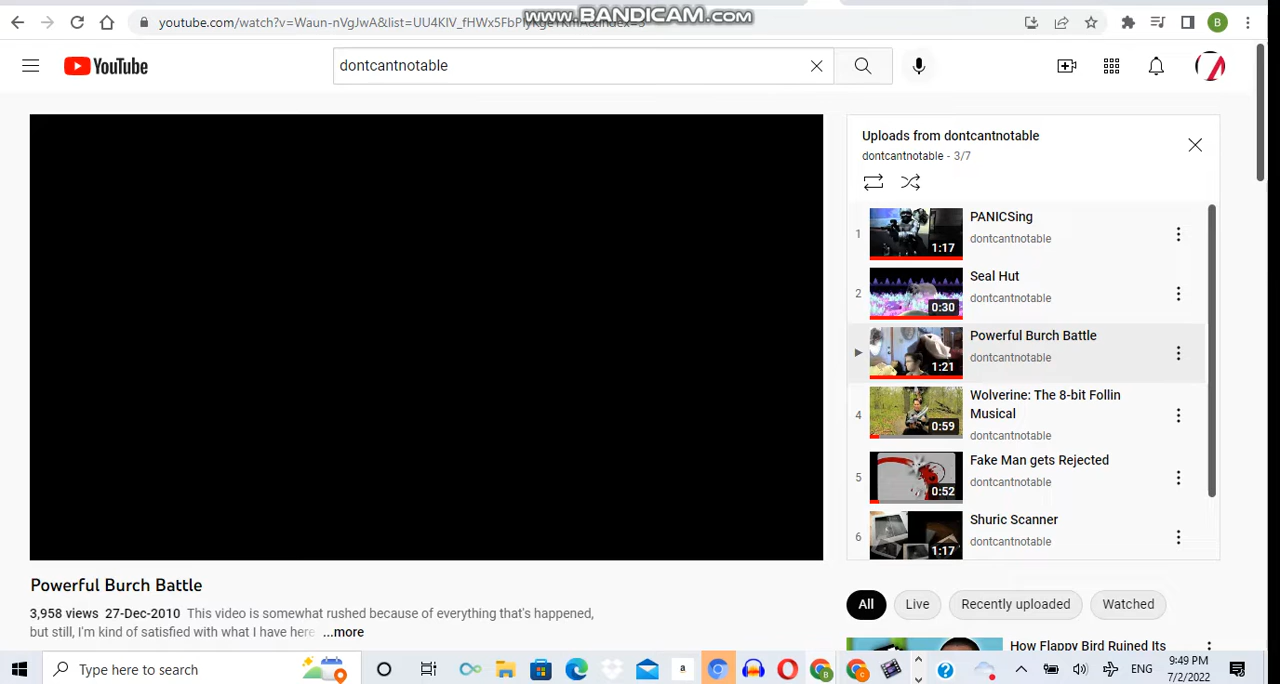 youtube.com/watch?v=Waun-nVgJwA&list=UU4KIV_fHWx5FbP
www.BANDICAM.com
B
YouTube
dontcantnotable
Uploads from dontcantnotable
dontcantnotable - 3/7
1
1:17
PANICSing
dontcantnotable
2
0:30
Seal Hut
dontcantnotable
1:21
Powerful Burch Battle
dontcantnotable
4
0:59
Wolverine: The 8-bit Follin
Musical
dontcantnotable
5
0:52
Fake Man gets Rejected
dontcantnotable
6
1:17
Shuric Scanner
dontcantnotable
Powerful Burch Battle
3,958 views 27-Dec-2010 This video is somewhat rushed because of everything that's happened,
but still, I'm kind of satisfied with what I have here ...more
All
Live
Recently uploaded
Watched
How Flappy Bird Ruined Its
Type here to search
a
ENG
9:49 PM
7/2/2022